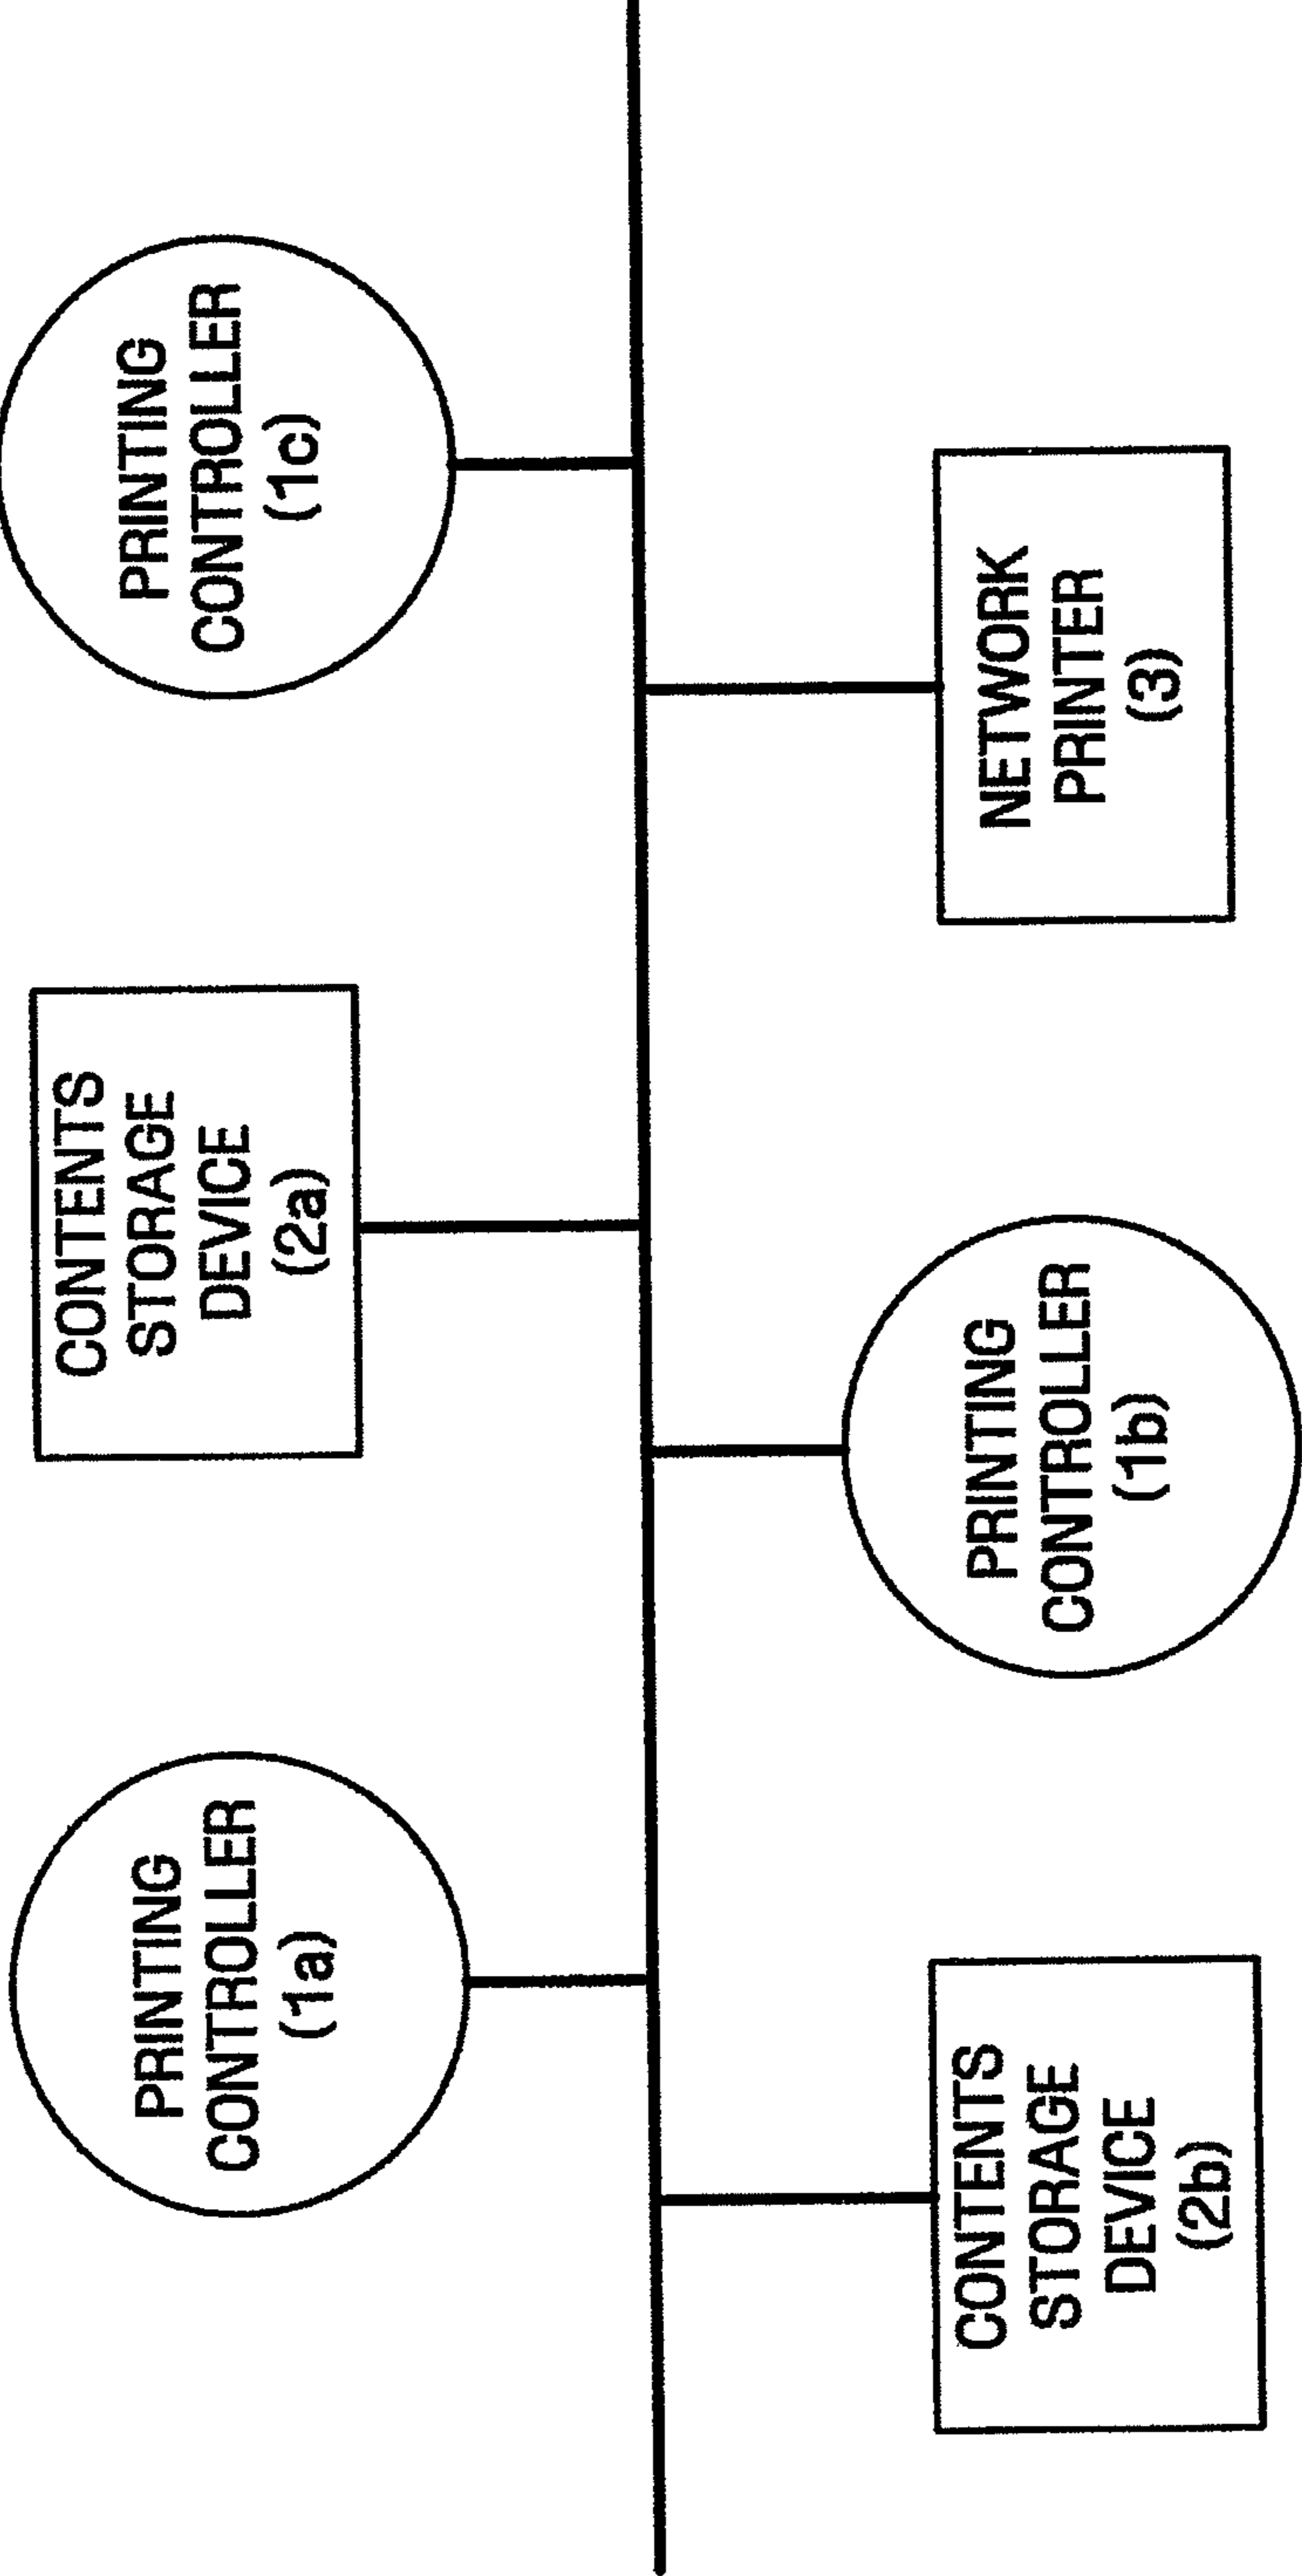 PRINTING
CONTROLLER
(1a)
CONTENTS
STORAGE
DEVICE
(2a)
PRINTING
CONTROLLER
(1c)
CONTENTS
STORAGE
DEVICE
(2b)
PRINTING
CONTROLLER
(1b)
NETWORK
PRINTER
(3)